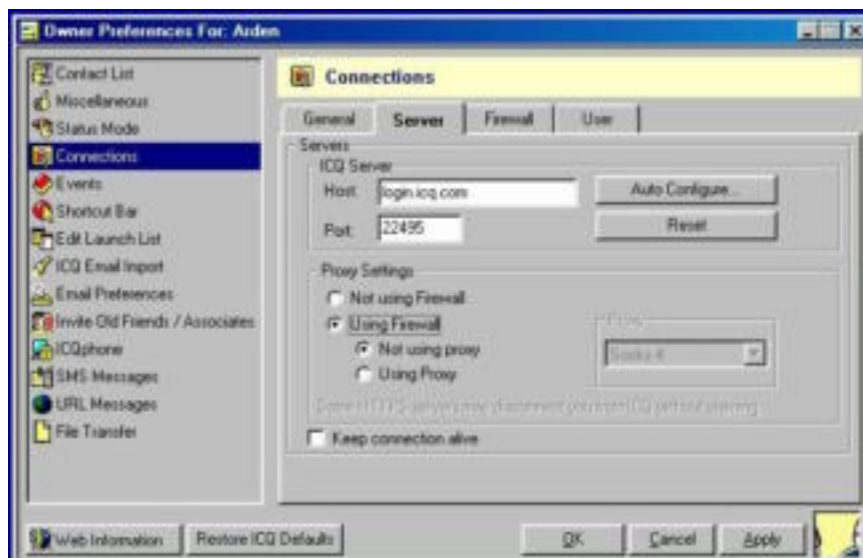 Owner Preferences For: Arden
Contact List
Miscellaneous
Status Mode
Connections
Events
Shortcut Bar
Edit Launch List
ICQ Email Import
Email Preferences
Invite Old Friends / Associates
ICQphone
SMS Messages
URL Messages
File Transfer
Connections
General Server Firewall User
Servers
ICQ Server
Host: login.icq.com Auto Configure...
Port: 22495 Reset
Proxy Settings
Not using Firewall
Using Firewall
Not using proxy
Using Proxy
Keep connection alive
Web Information Restore ICQ Defaults OK Cancel Apply